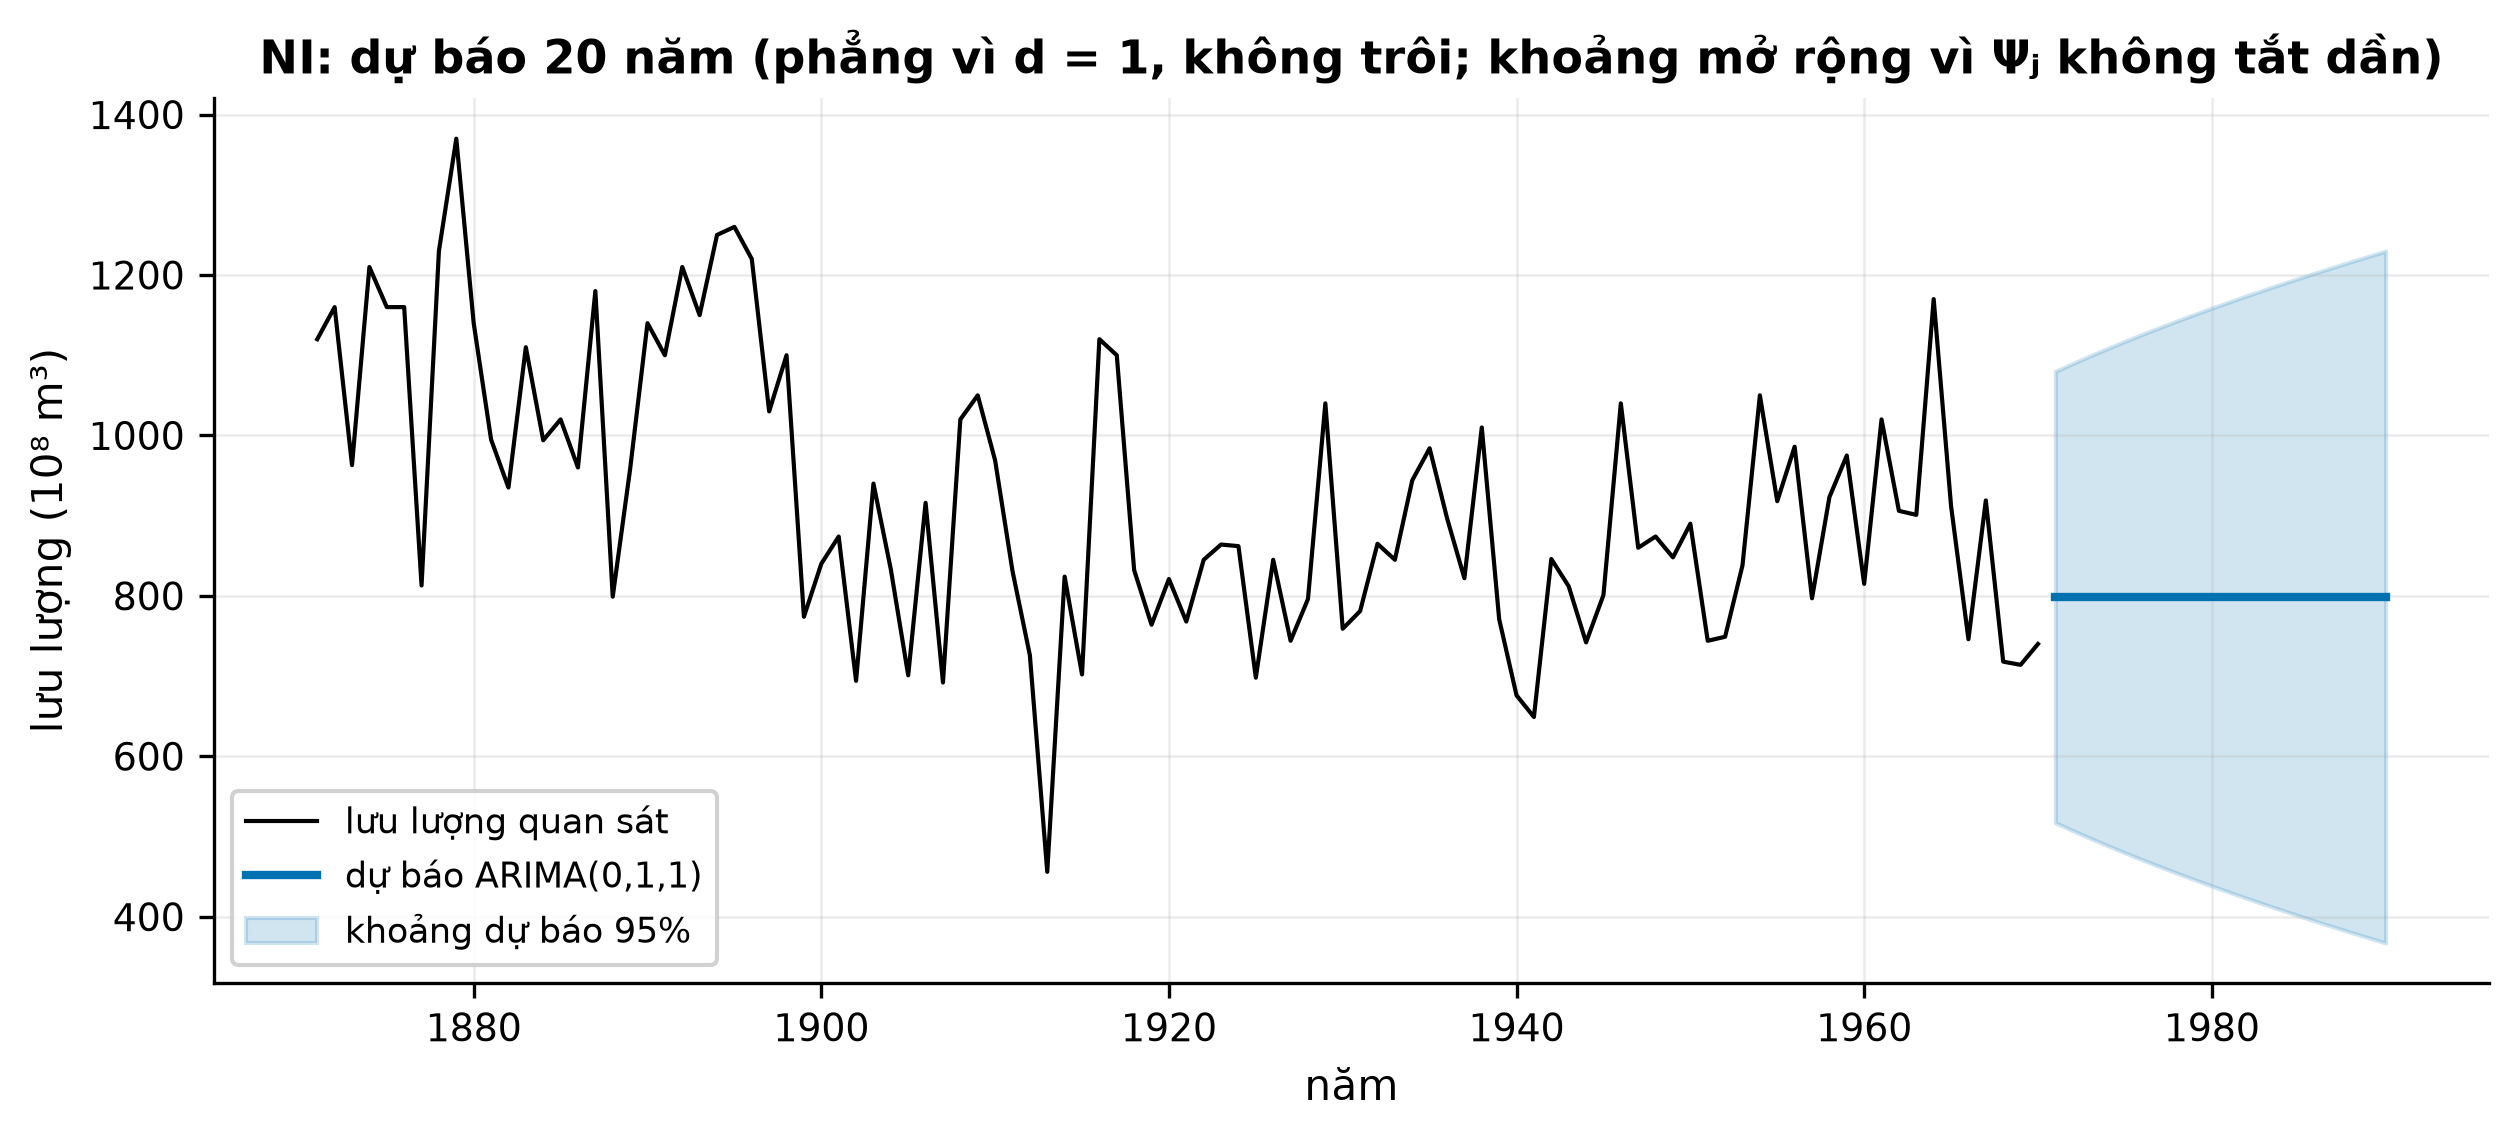 NI: dự báo 20 năm (phẳng vì d = 1, không trôi; khoảng mở rộng vì Ψⱼ không tắt dần)
1400
1200
1000
800
600
400
lưu lượng (10⁸ m³)
lưu lượng quan sát
dự báo ARIMA(0,1,1)
khoảng dự báo 95%
1880
1900
1920
1940
1960
1980
năm